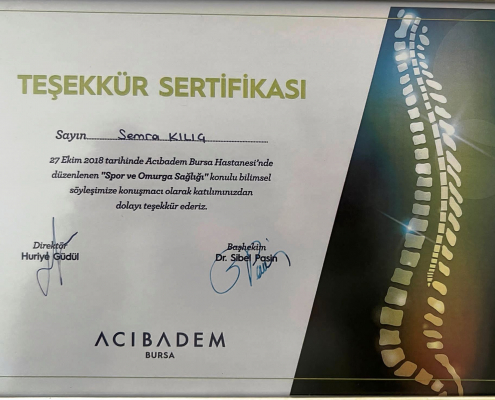 TEŞEKKÜR SERTİFİKASI
Sayın Semra KILIÇ
27 Ekim 2018 tarihinde Acıbadem Bursa Hastanesi'nde
düzenlenen "Spor ve Omurga Sağlığı" konulu bilimsel
söyleşimize konuşmacı olarak katılımınızdan
dolayı teşekkür ederiz.
Direktör Başhekim
Huriye Güdül Dr. Sibel Pasin
ACIBADEM
BURSA